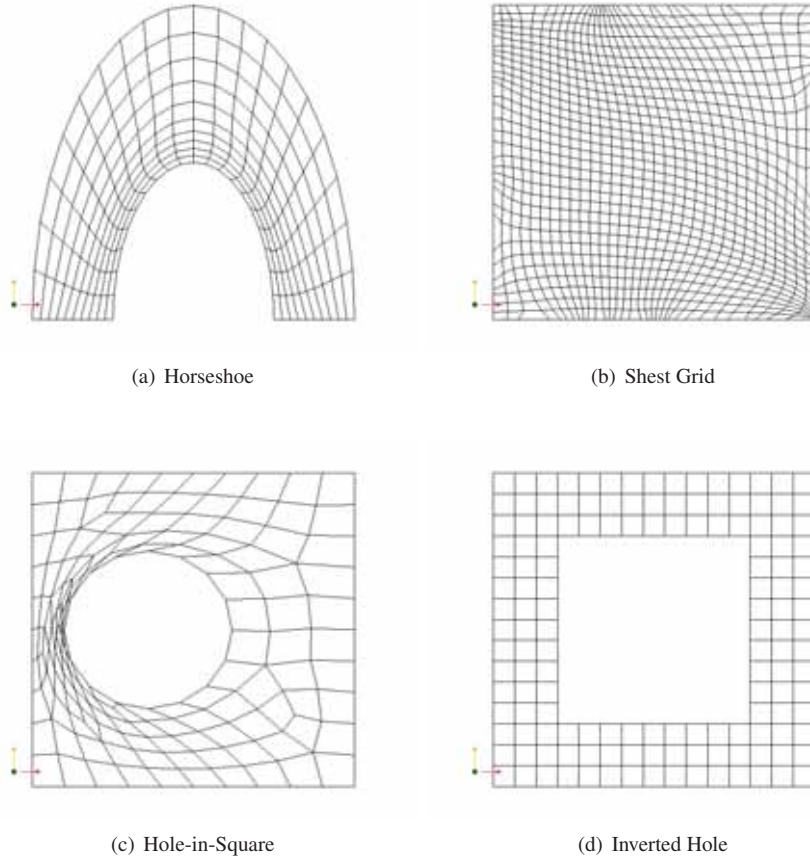 (a) Horseshoe
(b) Shest Grid
(c) Hole-in-Square
(d) Inverted Hole